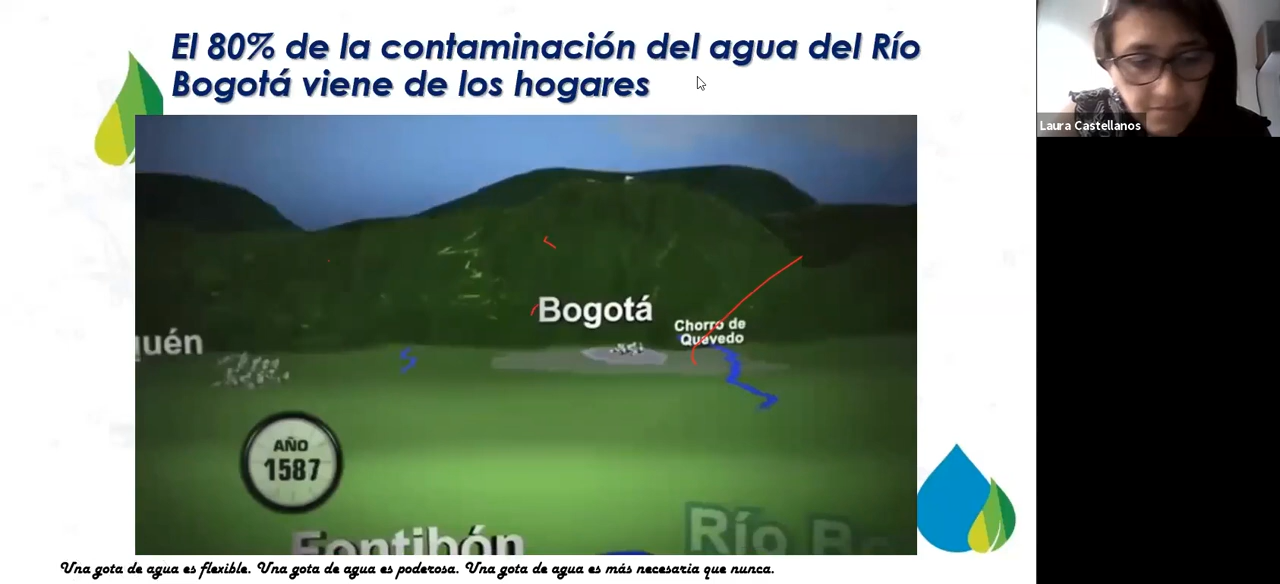 El 80% de la contaminación del agua del Río
Bogotá viene de los hogares
Laura Castellanos
Bogotá
Chorro de
Quevedo
uén
AÑO
1587
Fontibón
Río Bo
Una gota de agua es flexible. Una gota de agua es poderosa. Una gota de agua es más necesaria que nunca.